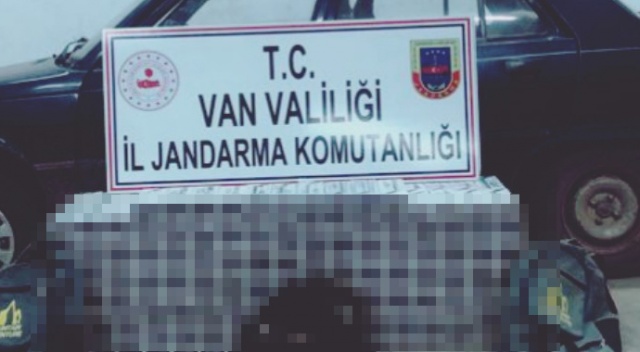 T.C.
VAN VALİLİĞİ
İL JANDARMA KOMUTANLIĞI